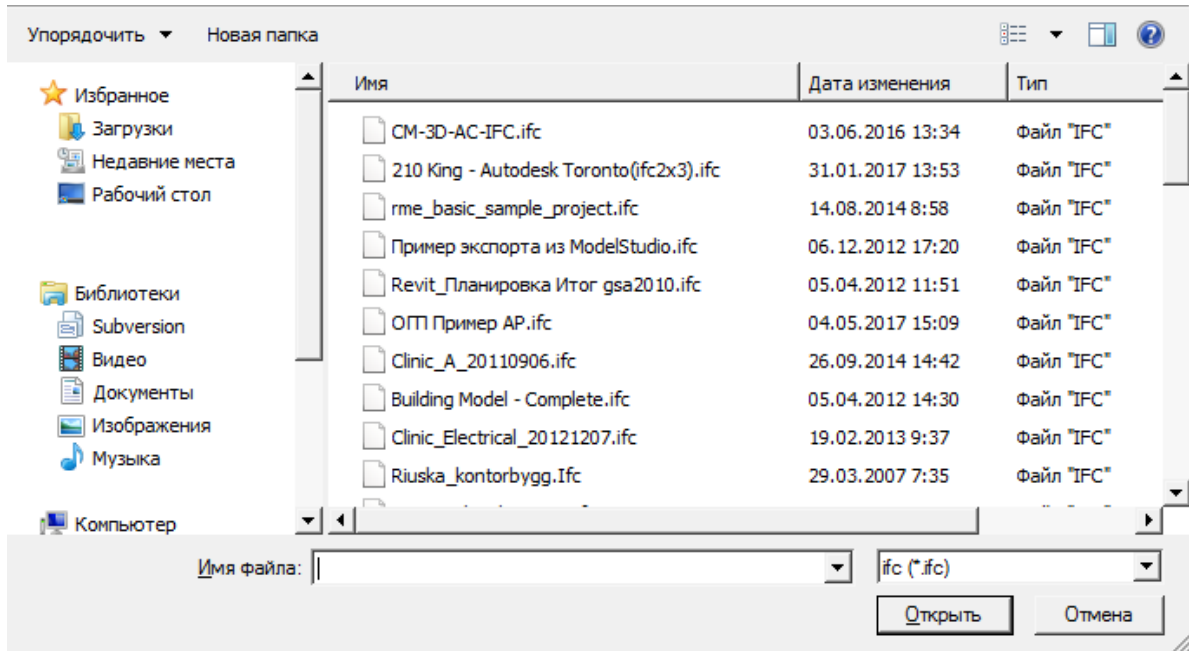 Упорядочить Новая папка
Избранное
Загрузки
Недавние места
Рабочий стол
Библиотеки
Subversion
Видео
Документы
Изображения
Музыка
Компьютер
Имя Дата изменения Тип
CM-3D-AC-IFC.ifc 03.06.2016 13:34 Файл "IFC"
210 King - Autodesk Toronto(ifc2x3).ifc 31.01.2017 13:53 Файл "IFC"
rme_basic_sample_project.ifc 14.08.2014 8:58 Файл "IFC"
Пример экспорта из ModelStudio.ifc 06.12.2012 17:20 Файл "IFC"
Revit_Планировка Итог gsa2010.ifc 05.04.2012 11:51 Файл "IFC"
ОГП Пример АР.ifc 04.05.2017 15:09 Файл "IFC"
Clinic_A_20110906.ifc 26.09.2014 14:42 Файл "IFC"
Building Model - Complete.ifc 05.04.2012 14:30 Файл "IFC"
Clinic_Electrical_20121207.ifc 19.02.2013 9:37 Файл "IFC"
Riuska_kontorbygg.Ifc 29.03.2007 7:35 Файл "IFC"
Имя файла: ifc (*.ifc)
Открыть Отмена